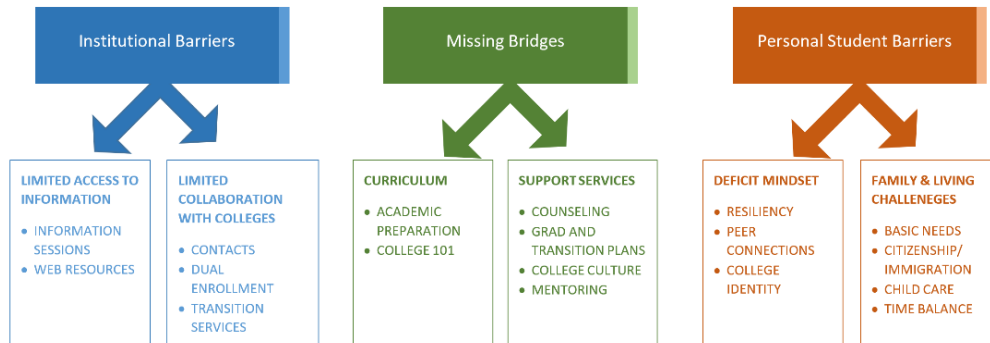 Institutional Barriers
Missing Bridges
Personal Student Barriers
LIMITED ACCESS TO
INFORMATION
• INFORMATION
SESSIONS
• WEB RESOURCES
LIMITED
COLLABORATION
WITH COLLEGES
• CONTACTS
• DUAL
ENROLLMENT
• TRANSITION
SERVICES
CURRICULUM
• ACADEMIC
PREPARATION
• COLLEGE 101
SUPPORT SERVICES
• COUNSELING
• GRAD AND
TRANSITION PLANS
• COLLEGE CULTURE
• MENTORING
DEFICIT MINDSET
• RESILIENCY
• PEER
CONNECTIONS
• COLLEGE
IDENTITY
FAMILY & LIVING
CHALLENEGES
• BASIC NEEDS
• CITIZENSHIP/
IMMIGRATION
• CHILD CARE
• TIME BALANCE